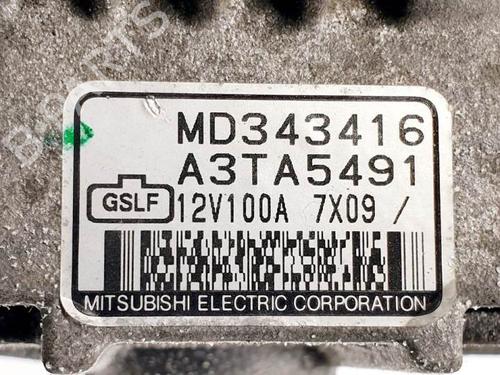 MD343416
A3TA5491
GSLF 12V100A 7X09 /
MITSUBISHI ELECTRIC CORPORATION